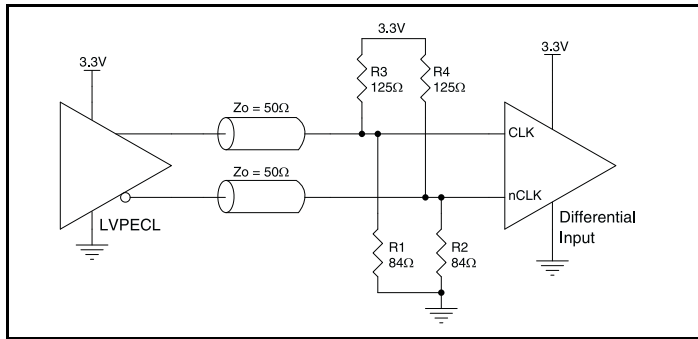 3.3V
3.3V
3.3V
R3
125Ω
R4
125Ω
Zo = 50Ω
CLK
Zo = 50Ω
nCLK
LVPECL
Differential
Input
R1
84Ω
R2
84Ω